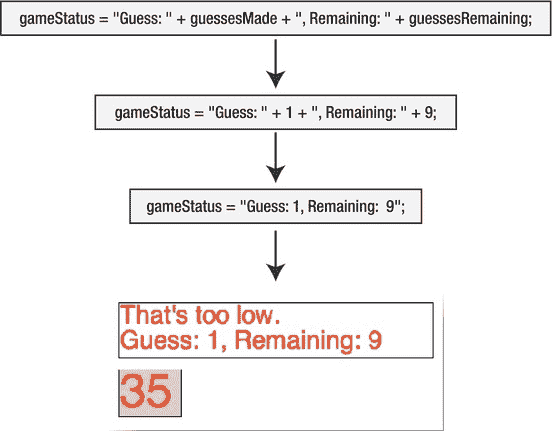 gameStatus = "Guess: " + guessesMade + ", Remaining: " + guessesRemaining;
gameStatus = "Guess: " + 1 + ", Remaining: " + 9;
gameStatus = "Guess: 1, Remaining:  9";
That's too low.
Guess: 1, Remaining: 9
35